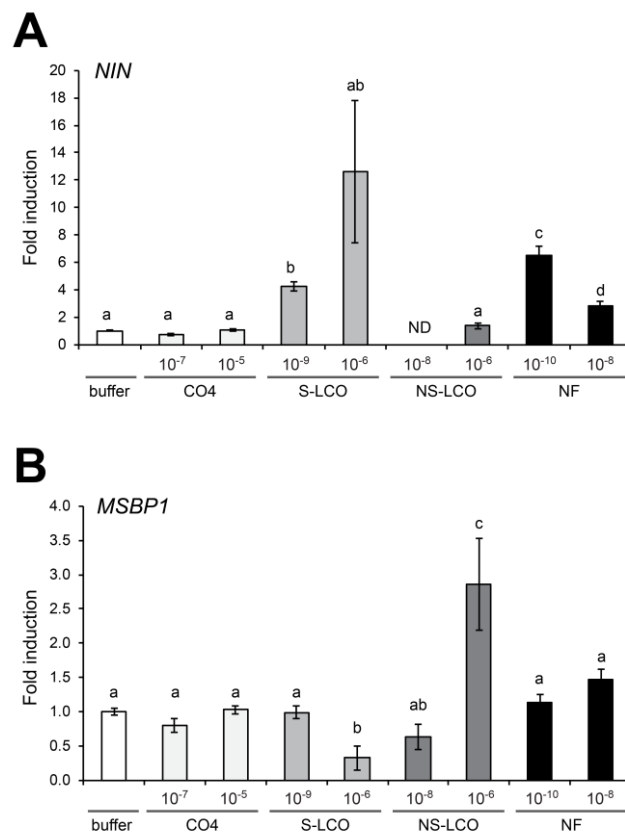 A
NIN
Fold induction
20
18
16
14
12
10
8
6
4
2
0
a
a
a
b
ab
ND
a
c
d
10⁻⁷ 10⁻⁵ 10⁻⁹ 10⁻⁶ 10⁻⁸ 10⁻⁶ 10⁻¹⁰ 10⁻⁸
buffer CO4 S-LCO NS-LCO NF
B
MSBP1
Fold induction
4.0
3.5
3.0
2.5
2.0
1.5
1.0
0.5
0.0
a
a
a
a
b
ab
c
a
a
10⁻⁷ 10⁻⁵ 10⁻⁹ 10⁻⁶ 10⁻⁸ 10⁻⁶ 10⁻¹⁰ 10⁻⁸
buffer CO4 S-LCO NS-LCO NF